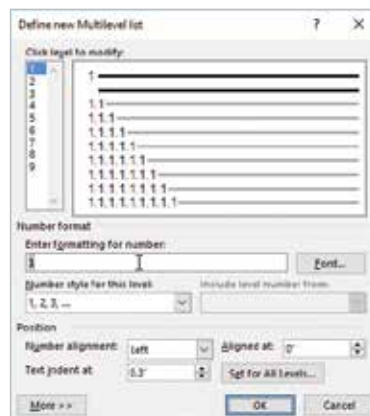 Define new Multilevel list ? ×
Click level to modify:
1
2
3
4
5
6
7
8
9
1
1.1
1.1.1
1.1.1.1
1.1.1.1.1
1.1.1.1.1.1
1.1.1.1.1.1.1
1.1.1.1.1.1.1.1
1.1.1.1.1.1.1.1.1
Number format
Enter formatting for number:
1
Font...
Number style for this level:
Include level number from:
1, 2, 3, ...
Position
Number alignment: Left
Aligned at: 0"
Text indent at: 0.3"
Set for All Levels...
More >>
OK
Cancel